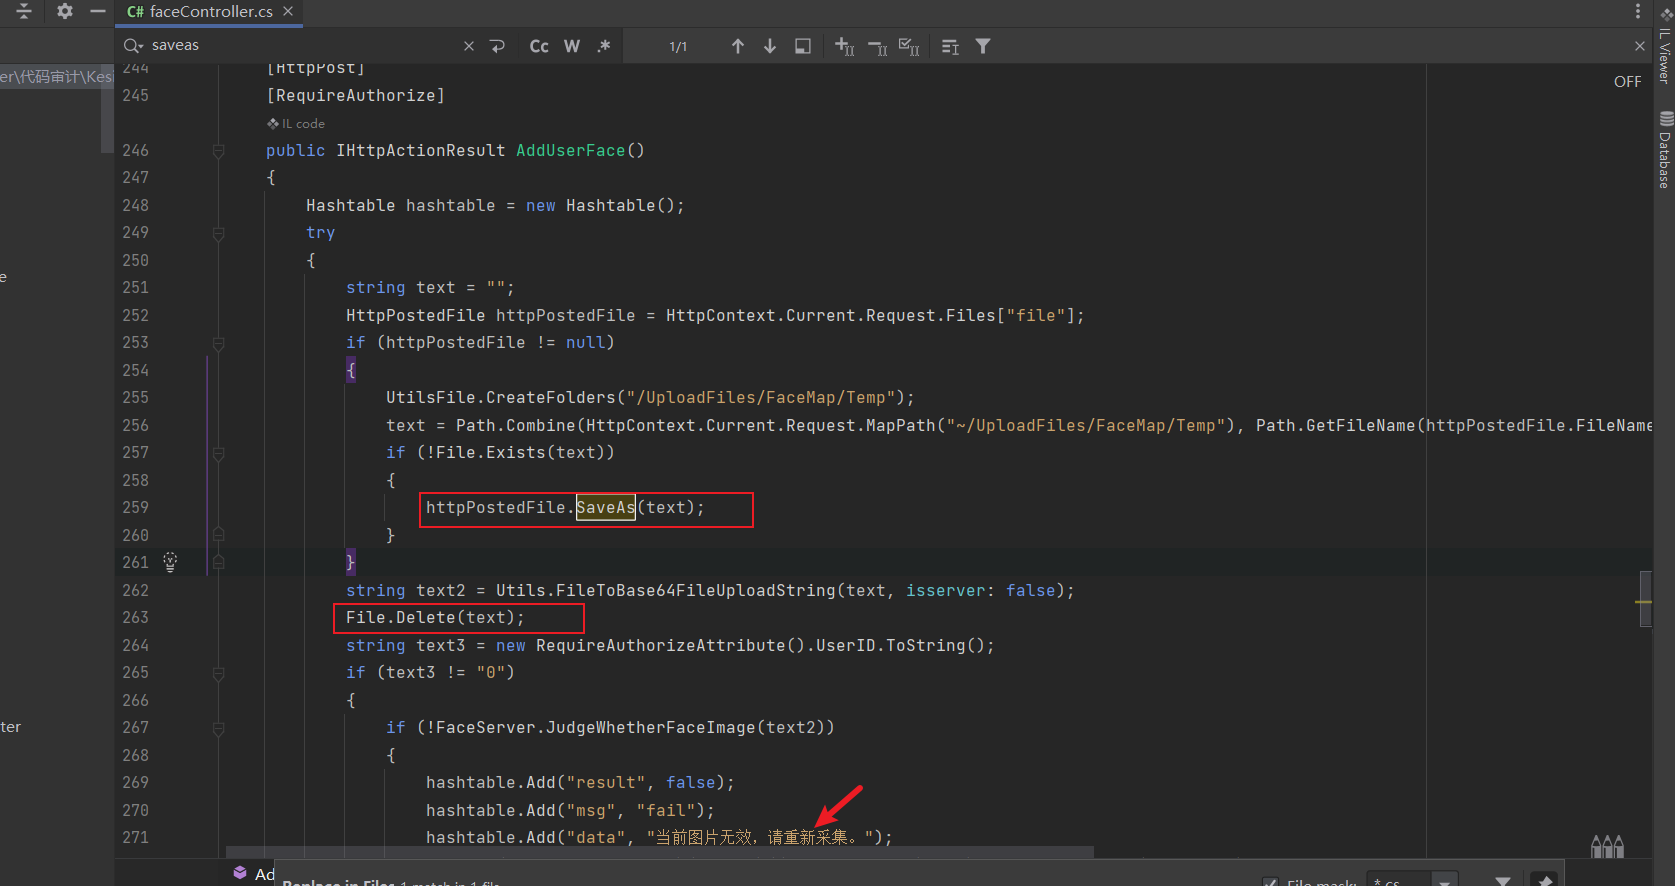 C# faceController.cs ×
saveas
Cc W .* 1/1
er\代码审计\Kesi
OFF
IL Viewer
Database
e
ter
244 [HttpPost]
245 [RequireAuthorize]
IL code
246 public IHttpActionResult AddUserFace()
247 {
248 Hashtable hashtable = new Hashtable();
249 try
250 {
251 string text = "";
252 HttpPostedFile httpPostedFile = HttpContext.Current.Request.Files["file"];
253 if (httpPostedFile != null)
254 {
255 UtilsFile.CreateFolders("/UploadFiles/FaceMap/Temp");
256 text = Path.Combine(HttpContext.Current.Request.MapPath("~/UploadFiles/FaceMap/Temp"), Path.GetFileName(httpPostedFile.FileName
257 if (!File.Exists(text))
258 {
259 httpPostedFile.SaveAs(text);
260 }
261 }
262 string text2 = Utils.FileToBase64FileUploadString(text, isserver: false);
263 File.Delete(text);
264 string text3 = new RequireAuthorizeAttribute().UserID.ToString();
265 if (text3 != "0")
266 {
267 if (!FaceServer.JudgeWhetherFaceImage(text2))
268 {
269 hashtable.Add("result", false);
270 hashtable.Add("msg", "fail");
271 hashtable.Add("data", "当前图片无效，请重新采集。");
Ad
Replace in Files 1 match in 1 file
File mask: *.cs